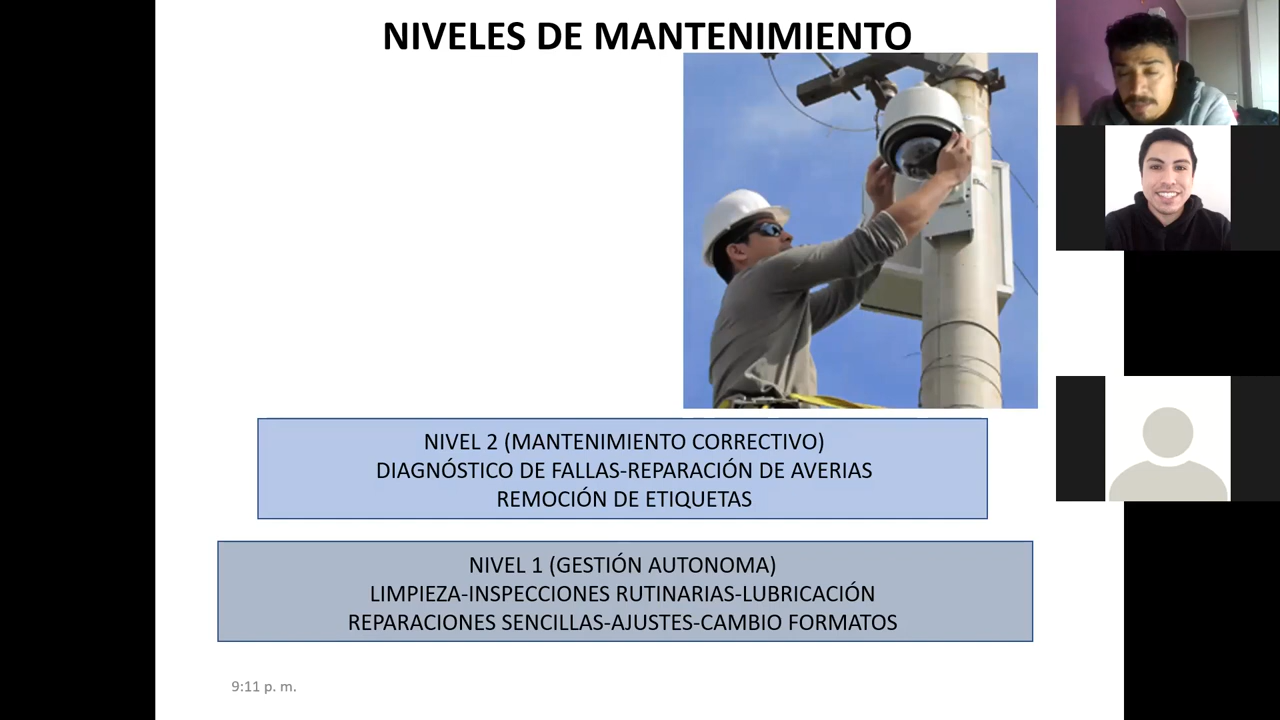 NIVELES DE MANTENIMIENTO
NIVEL 2 (MANTENIMIENTO CORRECTIVO)
DIAGNÓSTICO DE FALLAS-REPARACIÓN DE AVERIAS
REMOCIÓN DE ETIQUETAS
NIVEL 1 (GESTIÓN AUTONOMA)
LIMPIEZA-INSPECCIONES RUTINARIAS-LUBRICACIÓN
REPARACIONES SENCILLAS-AJUSTES-CAMBIO FORMATOS
9:11 p. m.